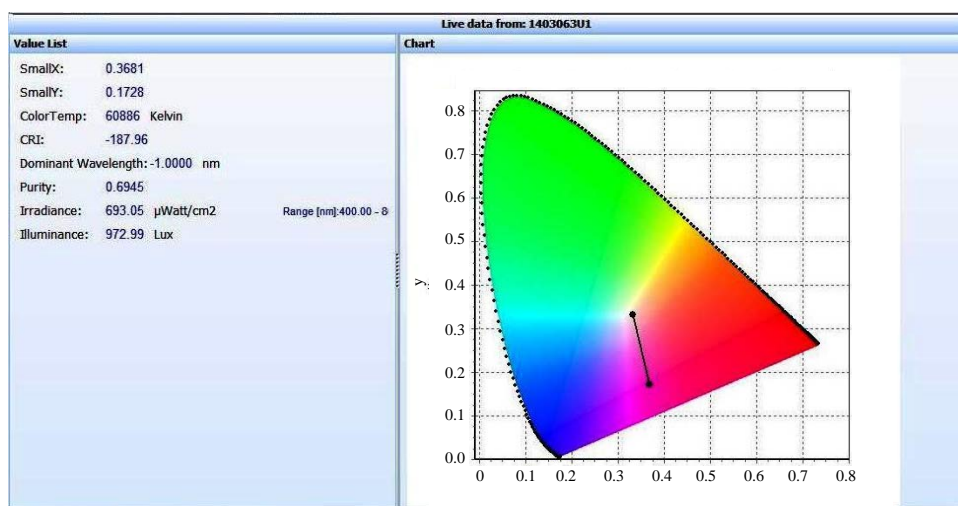 Live data from: 1403063U1
Value List
SmallX: 0.3681
SmallY: 0.1728
ColorTemp: 60886 Kelvin
CRI: -187.96
Dominant Wavelength: -1.0000 nm
Purity: 0.6945
Irradiance: 693.05 µWatt/cm2 Range [nm]:400.00 - 8
Illuminance: 972.99 Lux
Chart
0.8
0.7
0.6
0.5
0.4
y
0.3
0.2
0.1
0.0
0 0.1 0.2 0.3 0.4 0.5 0.6 0.7 0.8